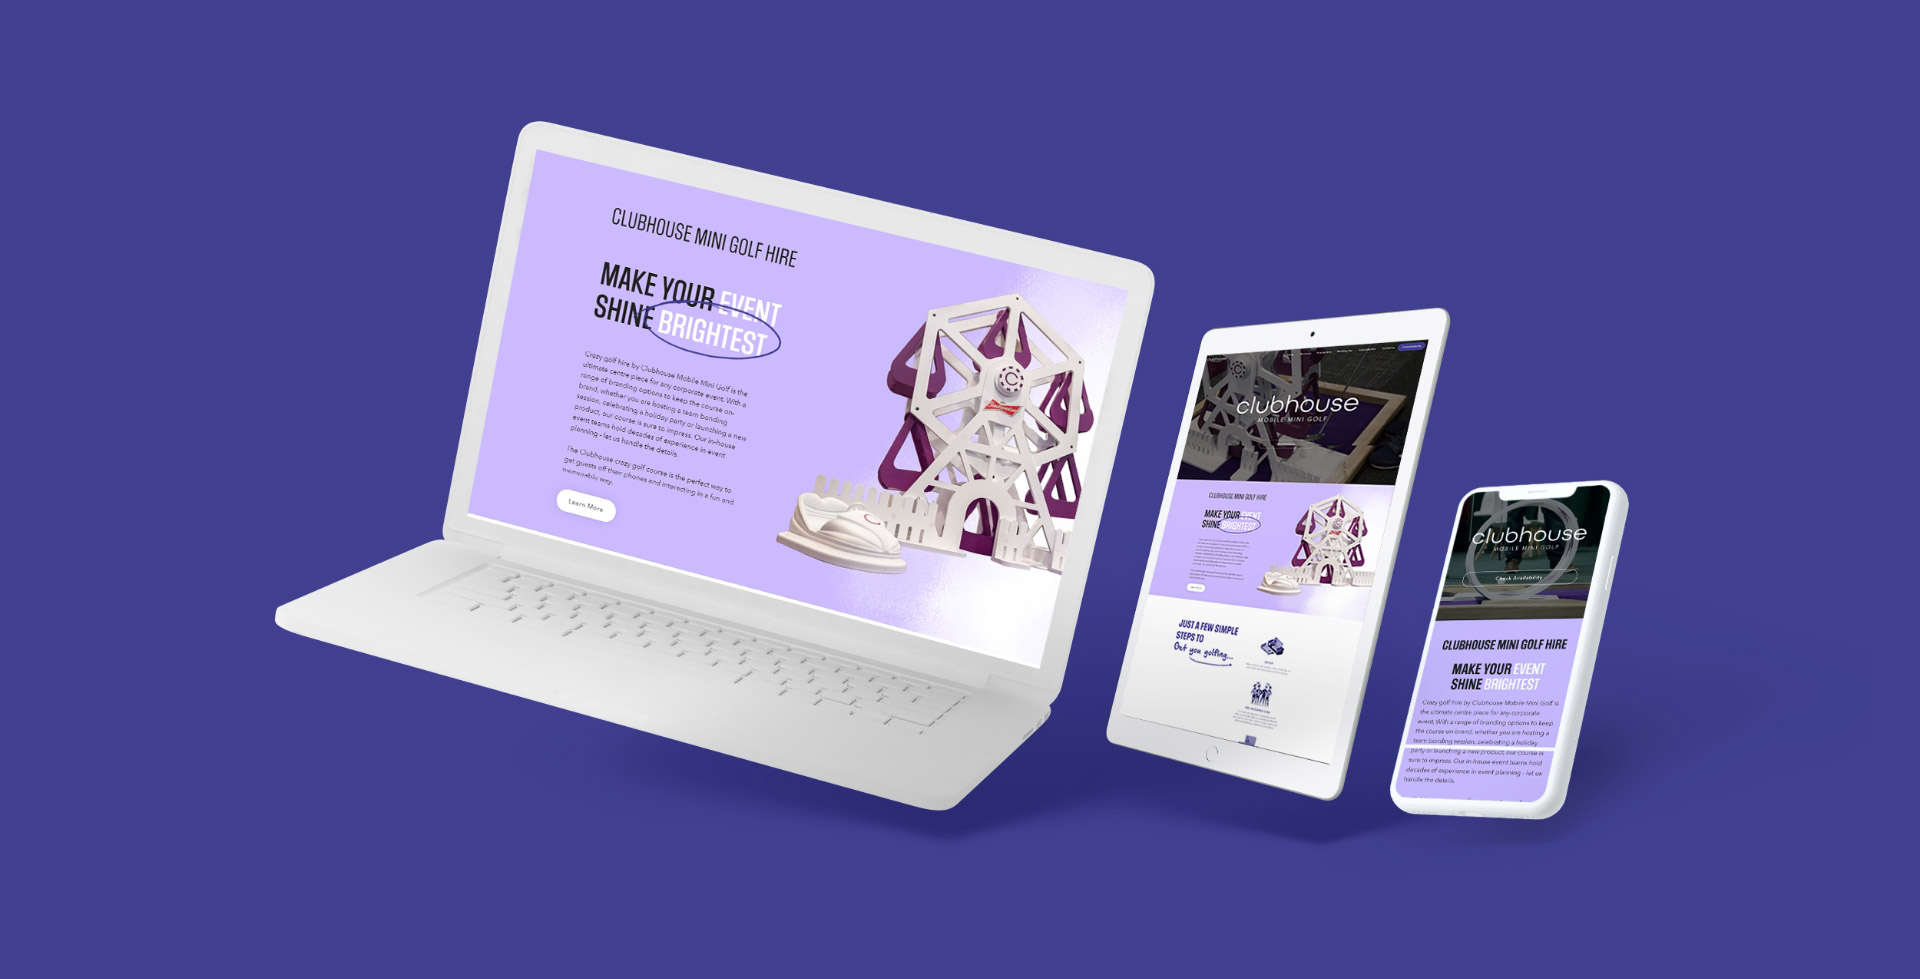 CLUBHOUSE MINI GOLF HIRE
MAKE YOUR EVENT
SHINE BRIGHTEST
Crazy golf hire by Clubhouse Mobile Mini Golf is the
ultimate centre piece for any corporate event. With a
range of branding options to keep the course on-
brand, whether you are hosting a team bonding
session, celebrating a holiday party or launching a new
product, our course is sure to impress. Our in-house
event teams hold decades of experience in event
planning - let us handle the details.
The Clubhouse crazy golf course is the perfect way to
get guests off their phones and interacting in a fun and
memorable way.
Learn More
C
Budweiser
clubhouse
MOBILE MINI GOLF
CLUBHOUSE MINI GOLF HIRE
MAKE YOUR EVENT
SHINE BRIGHTEST
JUST A FEW SIMPLE
STEPS TO
Get you golfing...
clubhouse
MOBILE MINI GOLF
Check Availability
CLUBHOUSE MINI GOLF HIRE
MAKE YOUR EVENT
SHINE BRIGHTEST
Crazy golf hire by Clubhouse Mobile Mini Golf is
the ultimate centre piece for any corporate
event. With a range of branding options to keep
the course on-brand, whether you are hosting a
team bonding session, celebrating a holiday
party or launching a new product, our course is
sure to impress. Our in-house event teams hold
decades of experience in event planning - let us
handle the details.